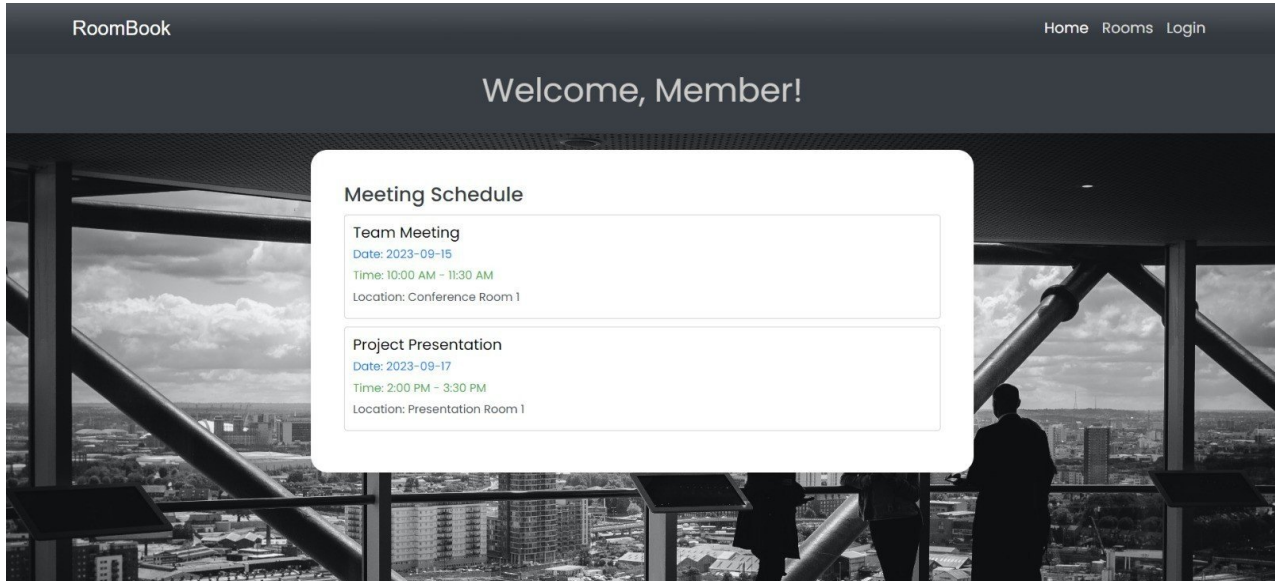 RoomBook
Home Rooms Login
Welcome, Member!
Meeting Schedule
Team Meeting
Date: 2023-09-15
Time: 10:00 AM - 11:30 AM
Location: Conference Room 1
Project Presentation
Date: 2023-09-17
Time: 2:00 PM - 3:30 PM
Location: Presentation Room 1